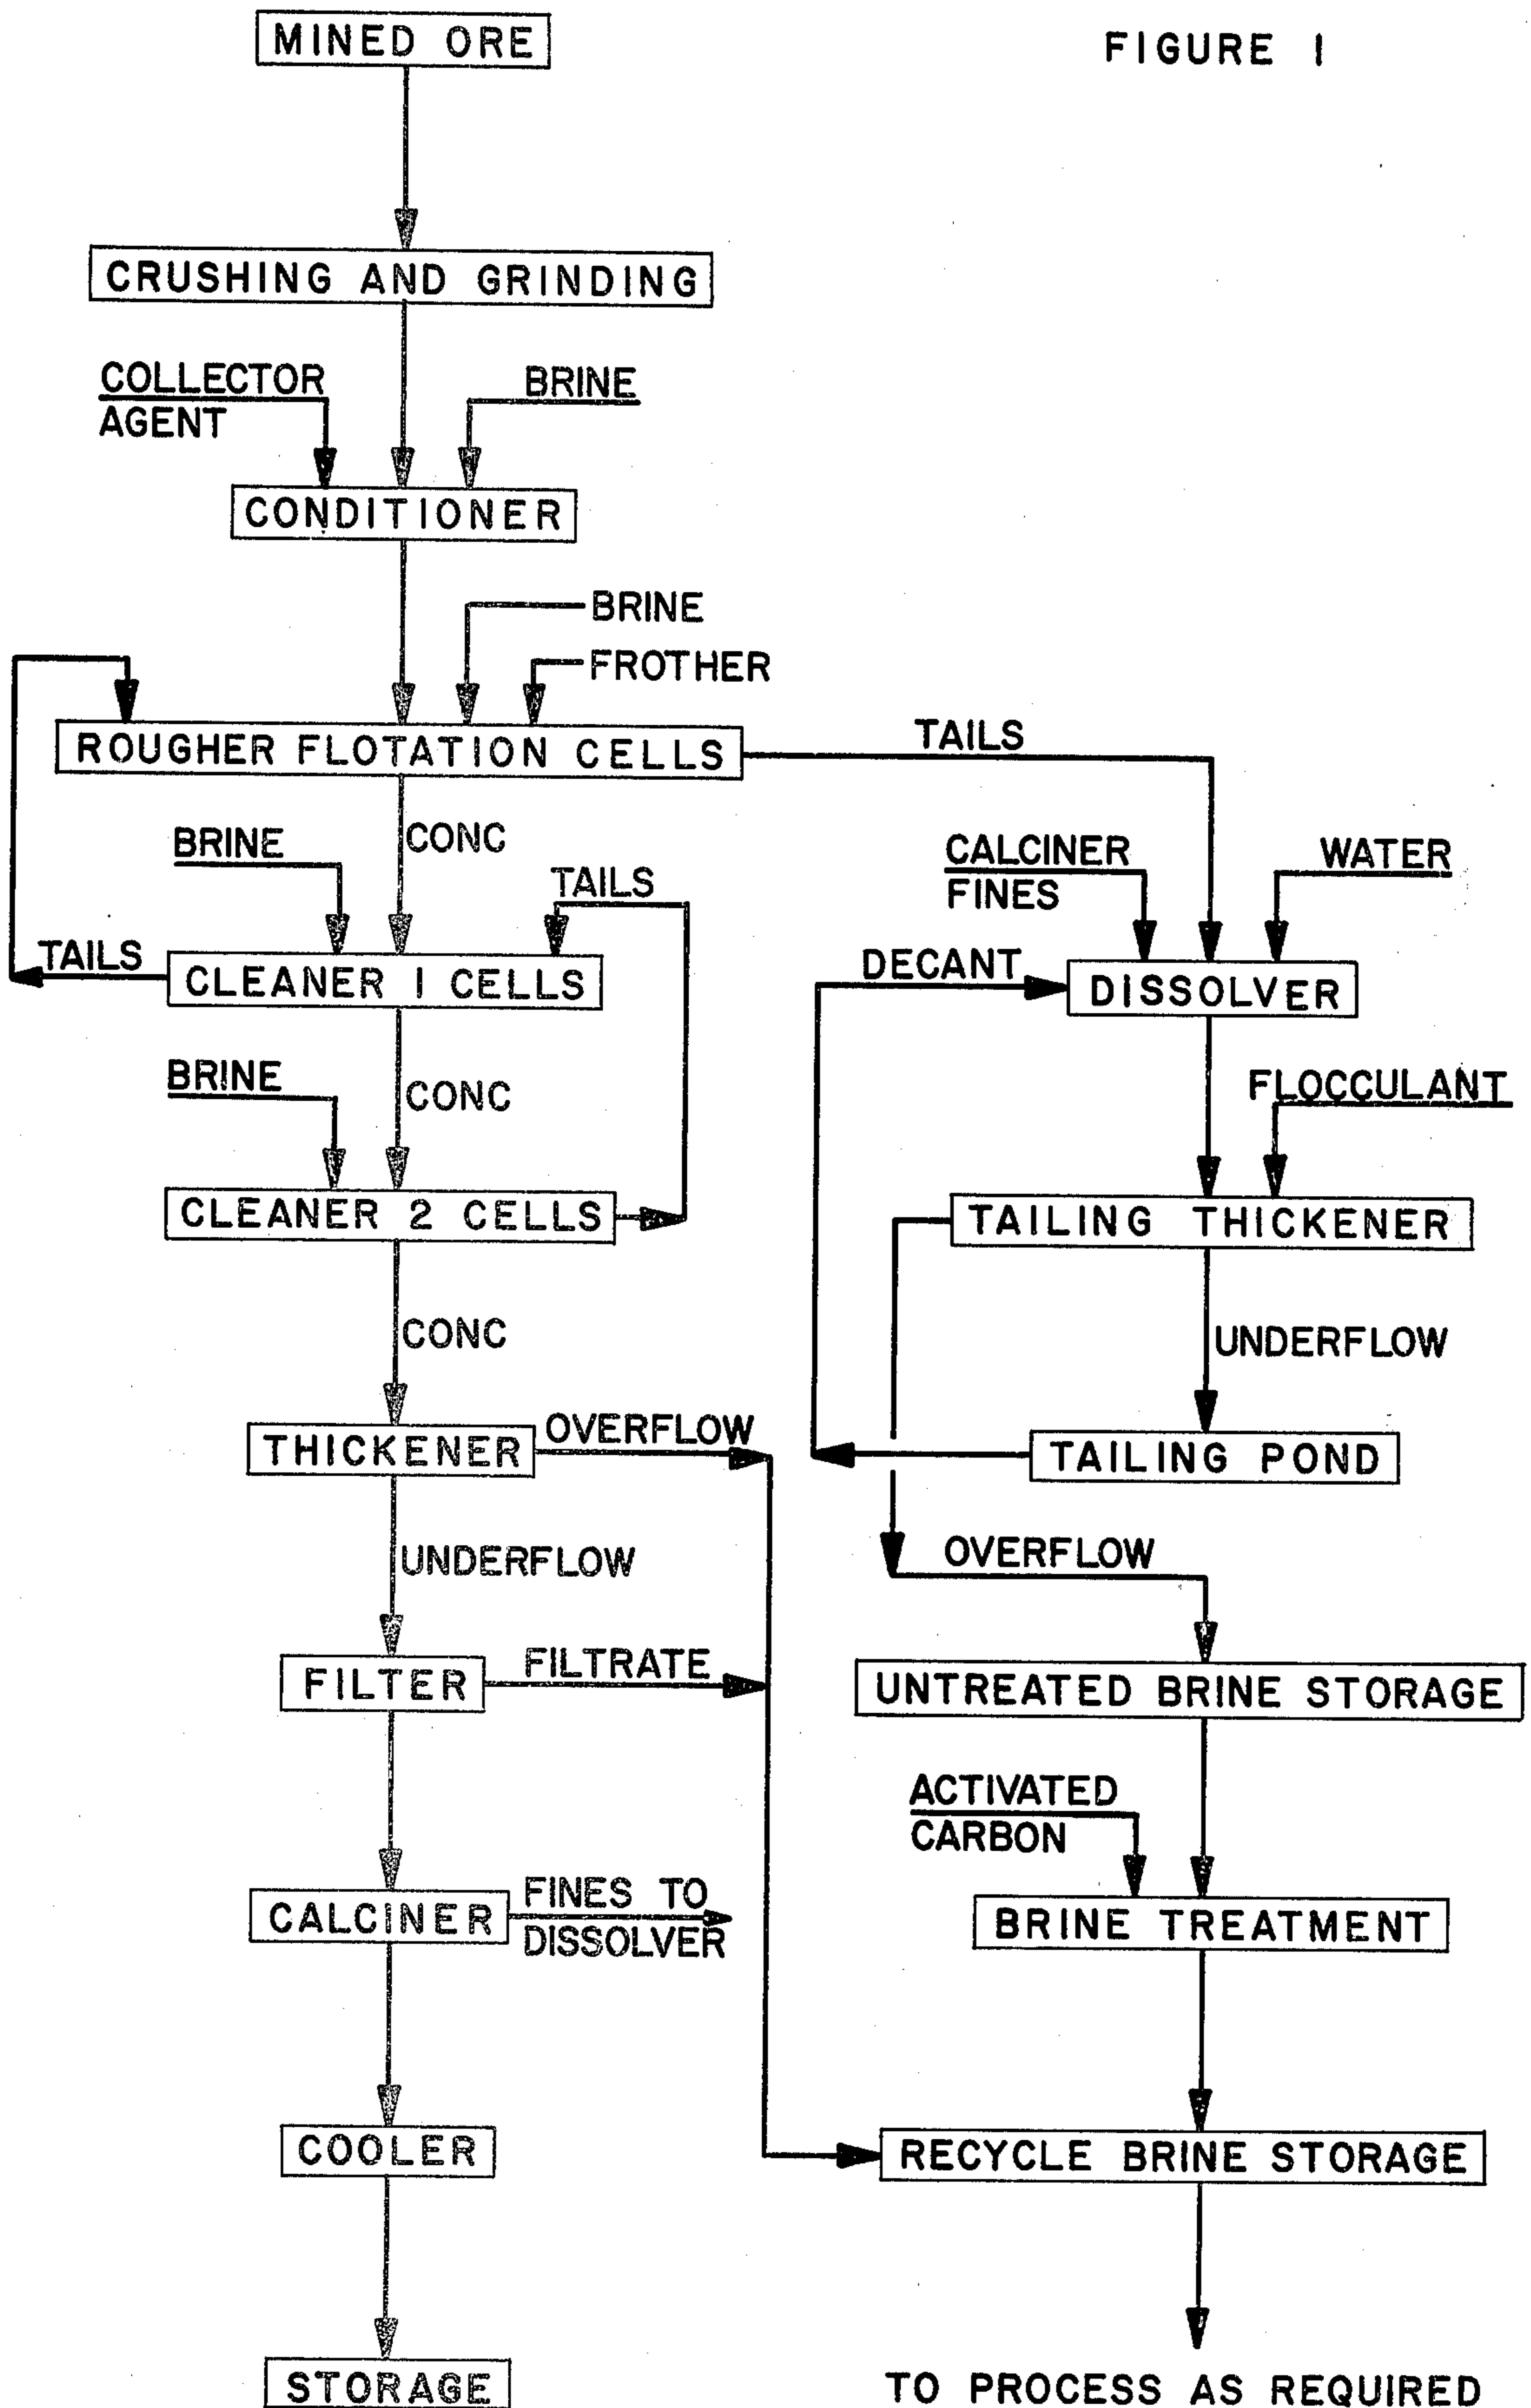 FIGURE 1
MINED ORE
CRUSHING AND GRINDING
COLLECTOR
AGENT
BRINE
CONDITIONER
BRINE
FROTHER
ROUGHER FLOTATION CELLS
TAILS
BRINE
CONC
TAILS
TAILS
CLEANER 1 CELLS
BRINE
CONC
CLEANER 2 CELLS
CONC
THICKENER
OVERFLOW
UNDERFLOW
FILTER
FILTRATE
CALCINER
FINES TO
DISSOLVER
COOLER
STORAGE
CALCINER
FINES
WATER
DECANT
DISSOLVER
FLOCCULANT
TAILING THICKENER
UNDERFLOW
TAILING POND
OVERFLOW
UNTREATED BRINE STORAGE
ACTIVATED
CARBON
BRINE TREATMENT
RECYCLE BRINE STORAGE
TO PROCESS AS REQUIRED